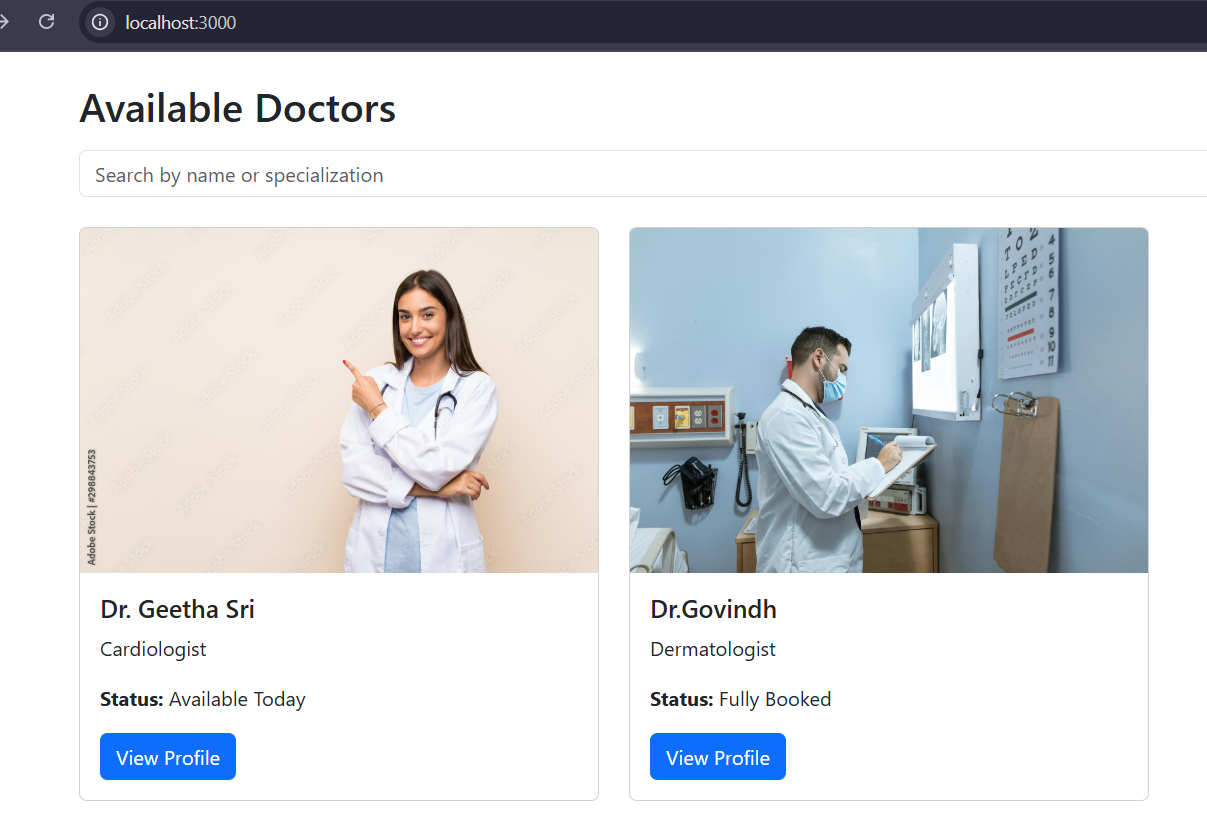 localhost:3000
Available Doctors
Search by name or specialization
Adobe Stock | #298843753
Dr. Geetha Sri
Cardiologist
Status: Available Today
View Profile
Dr.Govindh
Dermatologist
Status: Fully Booked
View Profile